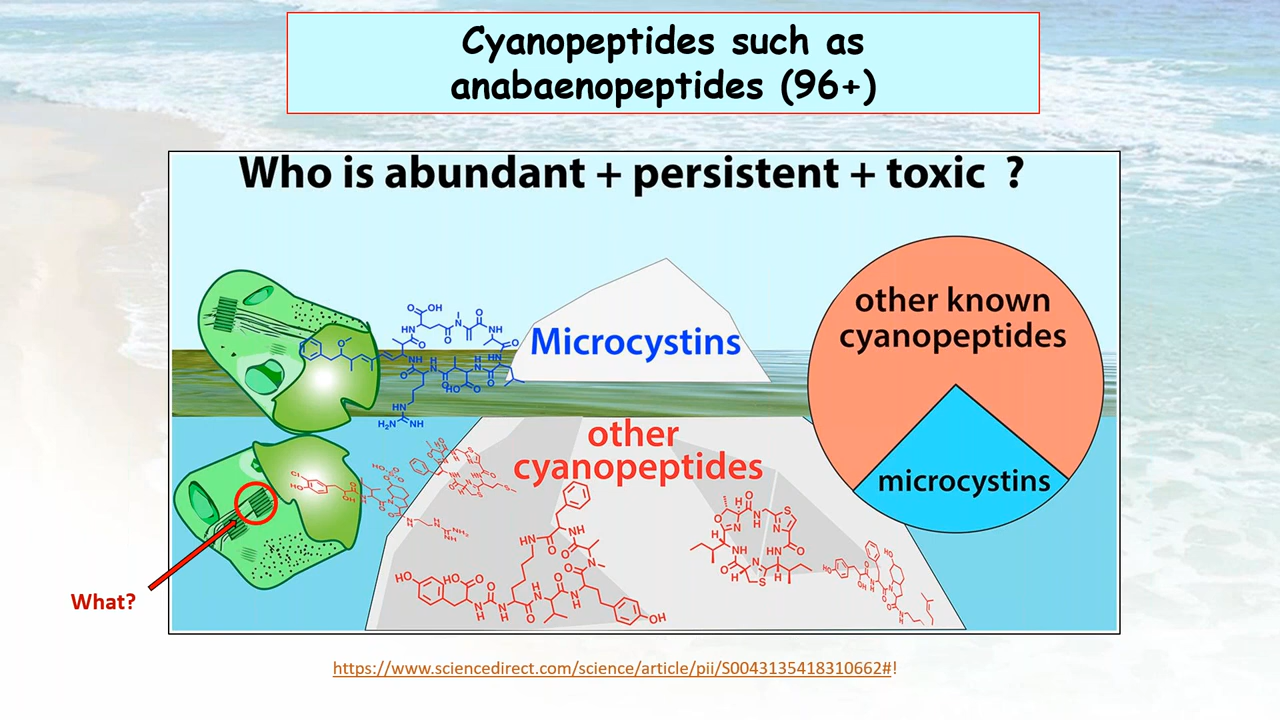 Cyanopeptides such as
anabaenopeptides (96+)
Who is abundant + persistent + toxic ?
Microcystins
other
cyanopeptides
other known
cyanopeptides
microcystins
What?
https://www.sciencedirect.com/science/article/pii/S0043135418310662#!